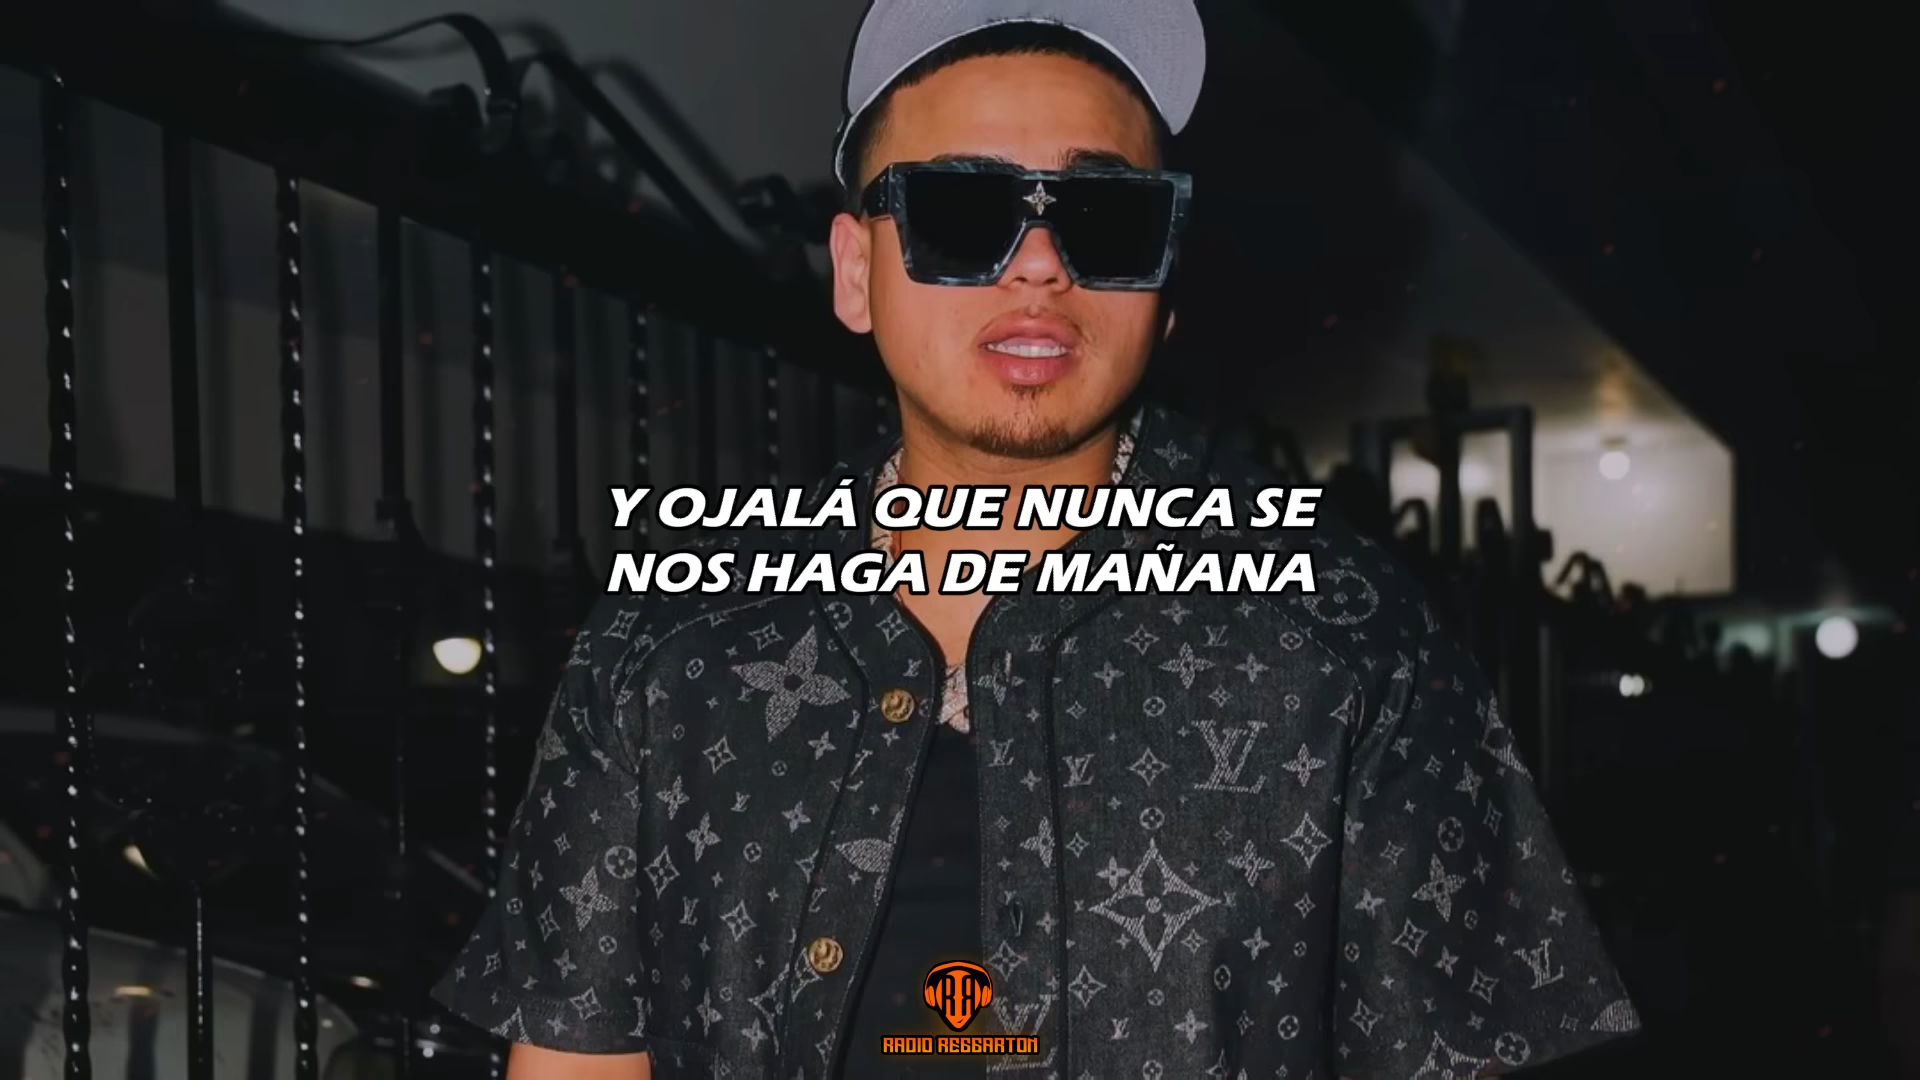 Y OJALÁ QUE NUNCA SE
NOS HAGA DE MAÑANA
RADIO REGGAETON